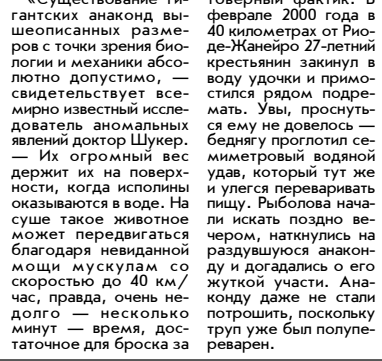 «Существование ги-
гантских анаконд вы-
шеописанных разме-
ров с точки зрения био-
логии и механики абсо-
лютно допустимо, —
свидетельствует все-
мирно известный иссле-
дователь аномальных
явлений доктор Шукер.
— Их огромный вес
держит их на поверх-
ности, когда исполины
оказываются в воде. На
суше такое животное
может передвигаться
благодаря невиданной
мощи мускулам со
скоростью до 40 км/
час, правда, очень не-
долго — несколько
минут — время, дос-
таточное для броска за
товерный фактик. В
феврале 2000 года в
40 километрах от Рио-
де-Жанейро 27-летний
крестьянин закинул в
воду удочки и примо-
стился рядом подре-
мать. Увы, проснуть-
ся ему не довелось —
беднягу проглотил се-
миметровый водяной
удав, который тут же
и улегся переваривать
пищу. Рыболова нача-
ли искать поздно ве-
чером, наткнулись на
раздувшуюся анакон-
ду и догадались о его
жуткой участи. Ана-
конду даже не стали
потрошить, поскольку
труп уже был полупе-
реварен.